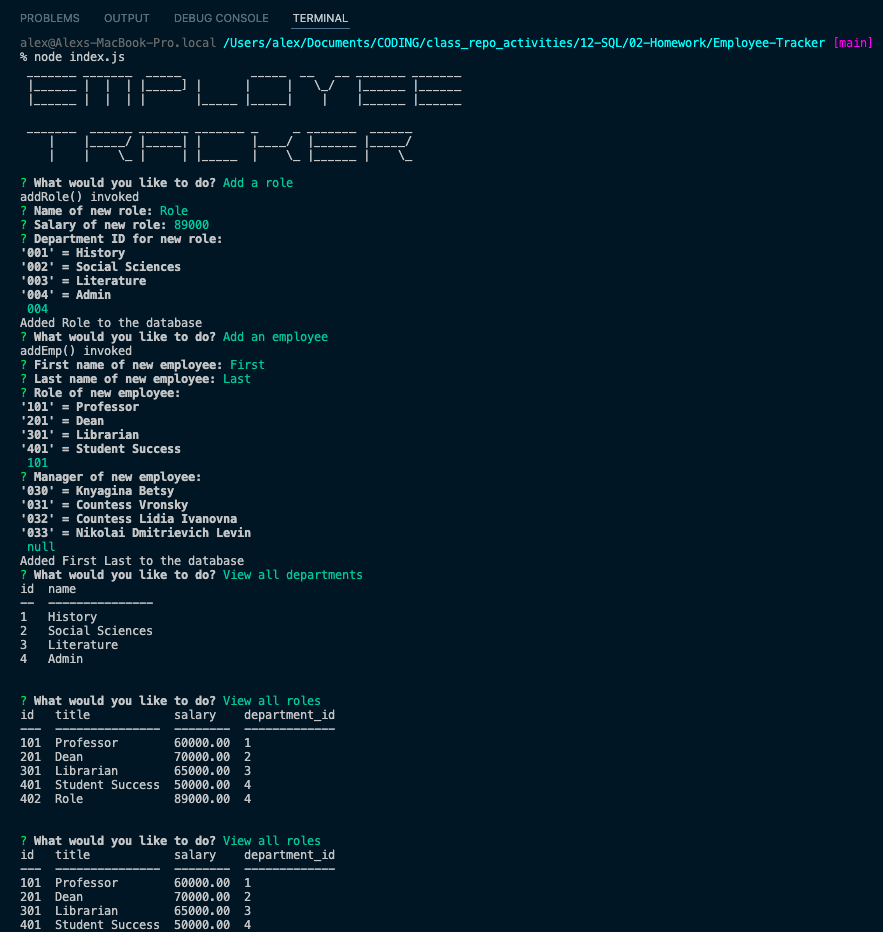 PROBLEMS OUTPUT DEBUG CONSOLE TERMINAL
alex@Alexs-MacBook-Pro.local /Users/alex/Documents/CODING/class_repo_activities/12-SQL/02-Homework/Employee-Tracker [main]
% node index.js
EMPLOYEE
TRACKER
? What would you like to do? Add a role
addRole() invoked
? Name of new role: Role
? Salary of new role: 89000
? Department ID for new role:
'001' = History
'002' = Social Sciences
'003' = Literature
'004' = Admin
004
Added Role to the database
? What would you like to do? Add an employee
addEmp() invoked
? First name of new employee: First
? Last name of new employee: Last
? Role of new employee:
'101' = Professor
'201' = Dean
'301' = Librarian
'401' = Student Success
101
? Manager of new employee:
'030' = Knyagina Betsy
'031' = Countess Vronsky
'032' = Countess Lidia Ivanovna
'033' = Nikolai Dmitrievich Levin
null
Added First Last to the database
? What would you like to do? View all departments
id name
-- ---------------
1 History
2 Social Sciences
3 Literature
4 Admin
? What would you like to do? View all roles
id title salary department_id
--- --------------- -------- -------------
101 Professor 60000.00 1
201 Dean 70000.00 2
301 Librarian 65000.00 3
401 Student Success 50000.00 4
402 Role 89000.00 4
? What would you like to do? View all roles
id title salary department_id
--- --------------- -------- -------------
101 Professor 60000.00 1
201 Dean 70000.00 2
301 Librarian 65000.00 3
401 Student Success 50000.00 4